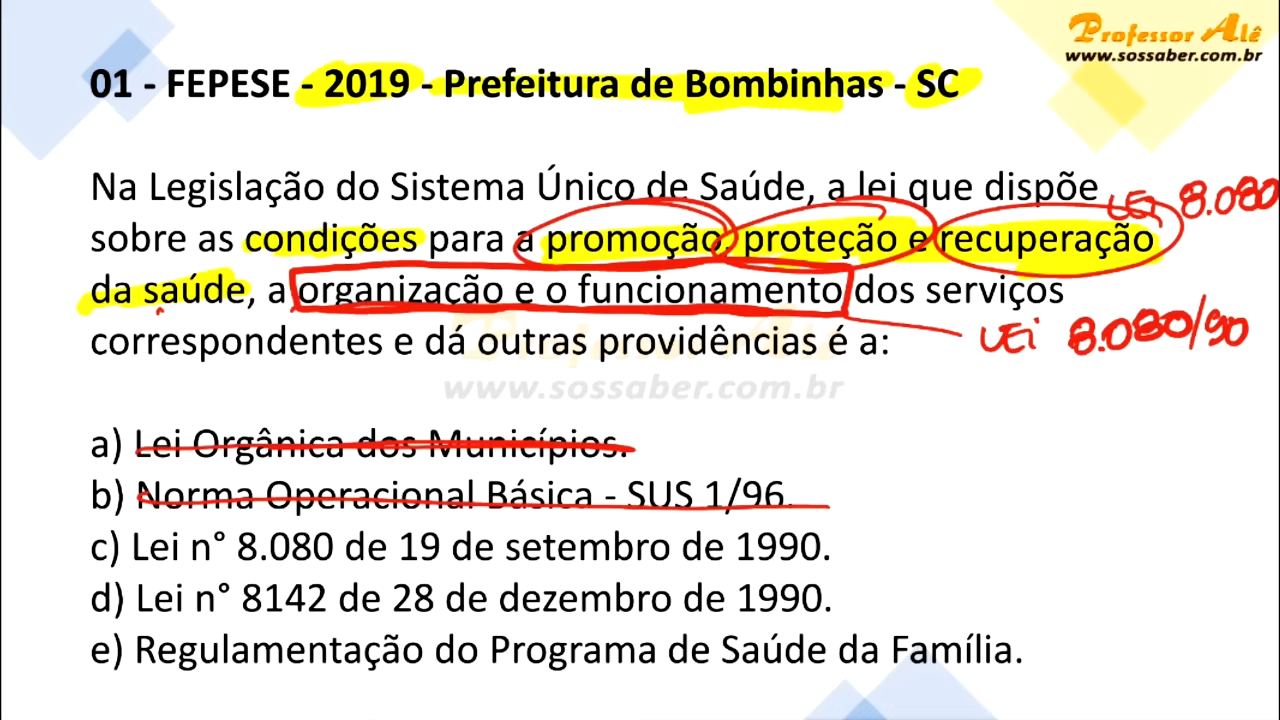 Professor Alê
www.sossaber.com.br
01 - FEPESE - 2019 - Prefeitura de Bombinhas - SC
Na Legislação do Sistema Único de Saúde, a lei que dispõe
LEI 8.080
sobre as condições para a promoção, proteção e recuperação
da saúde, a organização e o funcionamento dos serviços
correspondentes e dá outras providências é a:
LEi 8.080/90
www.sossaber.com.br
a) Lei Orgânica dos Municípios.
b) Norma Operacional Básica - SUS 1/96.
c) Lei n° 8.080 de 19 de setembro de 1990.
d) Lei n° 8142 de 28 de dezembro de 1990.
e) Regulamentação do Programa de Saúde da Família.